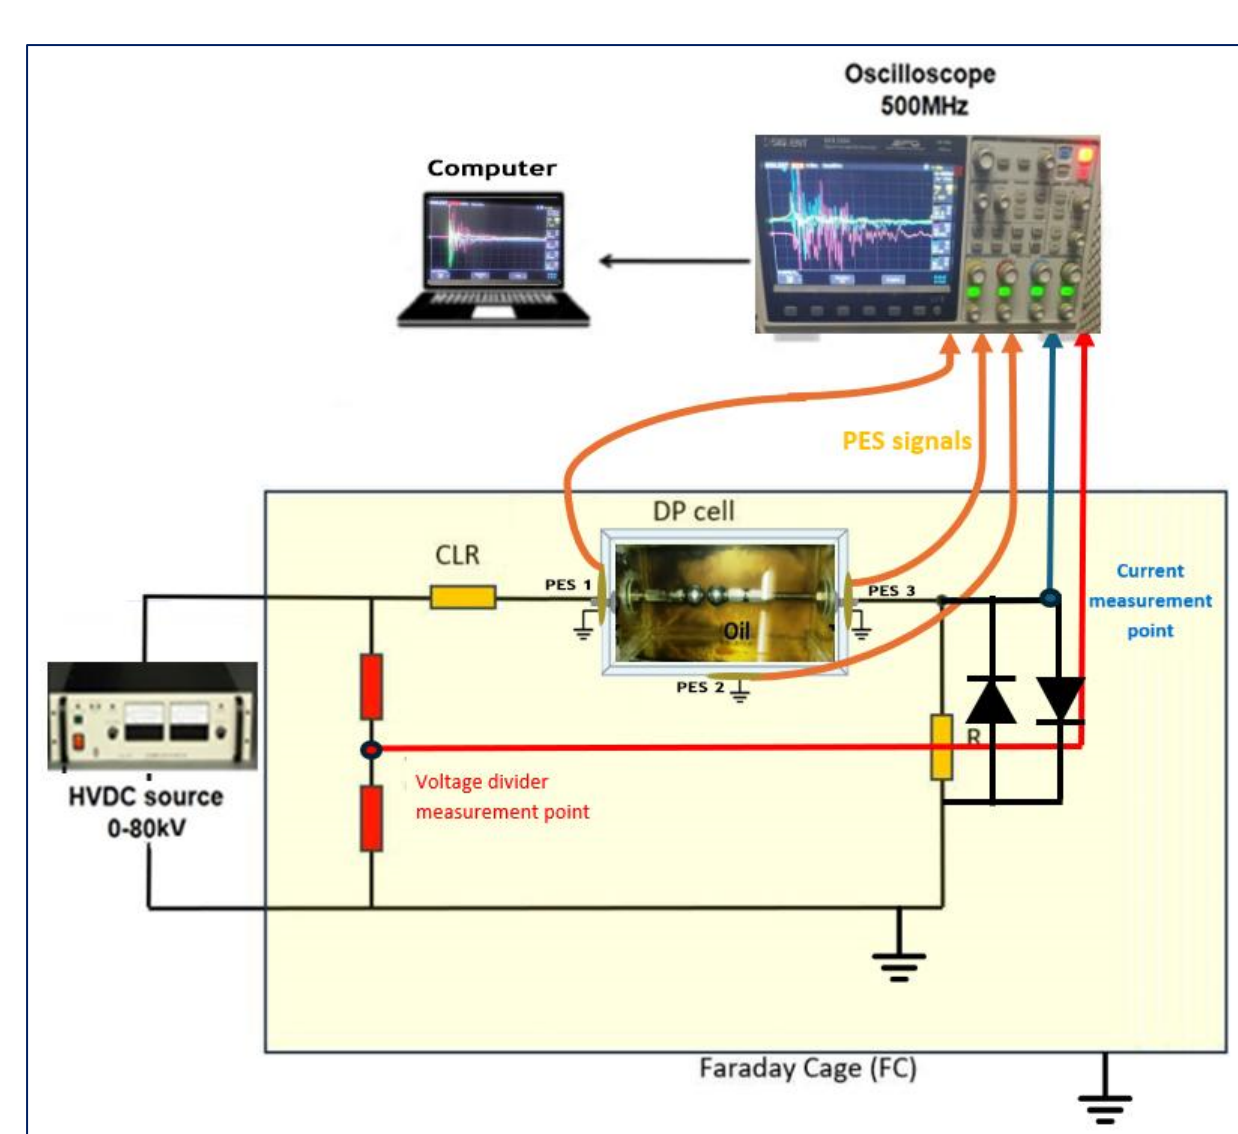 Oscilloscope
500MHz
Computer
SIGLENT
PES signals
DP cell
CLR
PES 1
PES 3
Oil
Current
measurement
point
PES 2
R
Voltage divider
measurement point
HVDC source
0-80kV
Faraday Cage (FC)